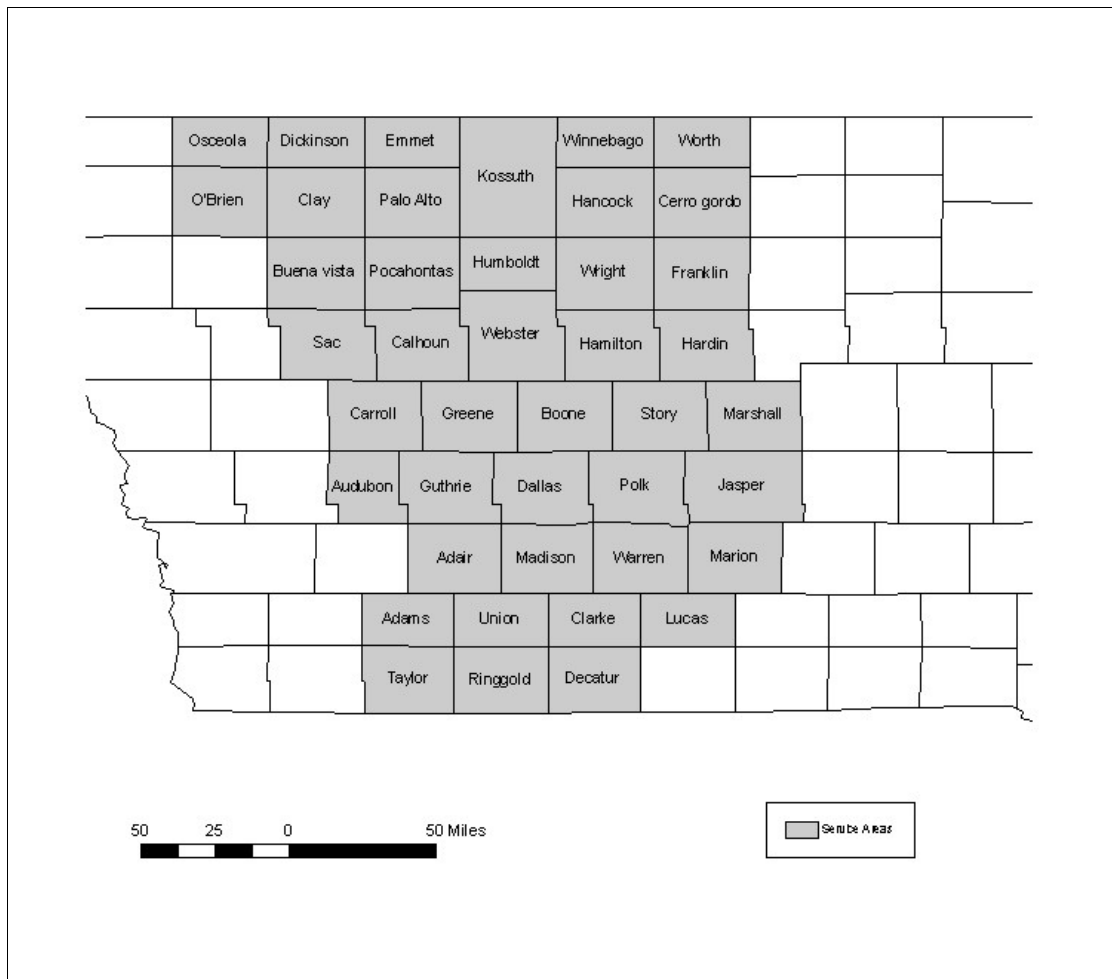 Osceola Dickinson Emmet Winnebago Worth
Kossuth
O'Brien Clay Palo Alto Hancock Cerro gordo
Humboldt
Buena vista Pocahontas Wright Franklin
Webster
Sac Calhoun Hamilton Hardin
Carroll Greene Boone Story Marshall
Audubon Guthrie Dallas Polk Jasper
Adair Madison Warren Marion
Adams Union Clarke Lucas
Taylor Ringgold Decatur
50 25 0 50 Miles
Areas